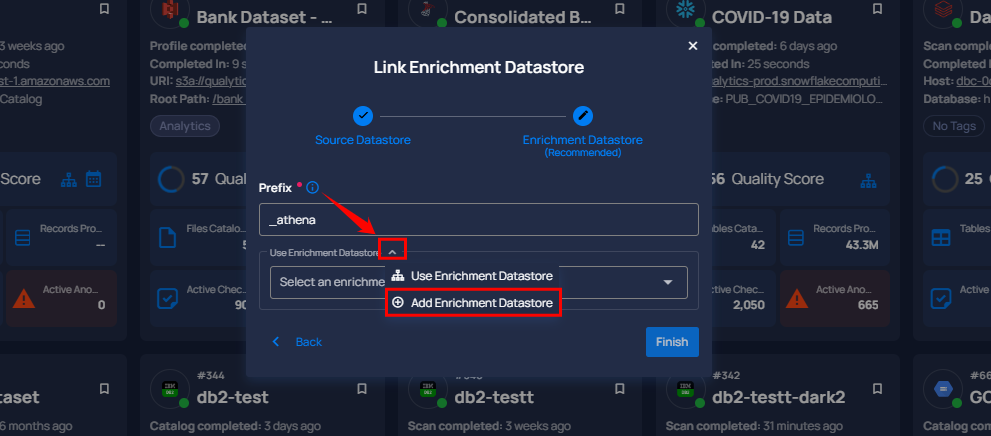 Bank Dataset - ...
Consolidated B...
COVID-19 Data
3 weeks ago
Profile completed:
completed: 6 days ago
Scan completed
seconds
Completed In: 9 s
ted In: 25 seconds
Completed In
st-1.amazonaws.com
URI: s3a://qualytic
alytics-prod.snowflakecomputi...
Host: dbc-0
Catalog
Root Path: /bank
e: PUB_COVID19_EPIDEMIOLO...
Database: h
Analytics
No Tags
Link Enrichment Datastore
Source Datastore
Enrichment Datastore
(Recommended)
Score
57 Qual
56 Quality Score
25
Prefix •
_athena
Records Pro...
--
Files Catalo...
bles Cata...
42
Records Pro...
43.3M
Tables
Use Enrichment Datastore
Select an enrichme
Use Enrichment Datastore
Add Enrichment Datastore
Active Ano...
0
Active Chec...
90
tive Chec...
2,050
Active Ano...
665
Active
Back
Finish
ataset
#344
db2-test
db2-testt
#342
db2-testt-dark2
#66
GC
6 months ago
Catalog completed: 3 days ago
Scan completed: 3 weeks ago
Scan completed: 31 minutes ago
Catalog com